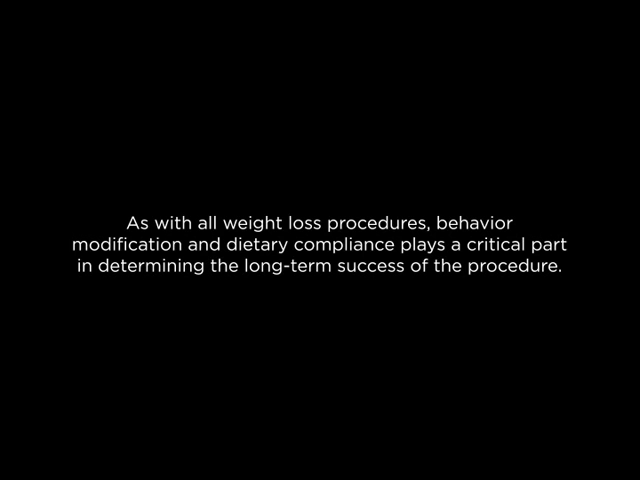 As with all weight loss procedures, behavior
modification and dietary compliance plays a critical part
in determining the long-term success of the procedure.